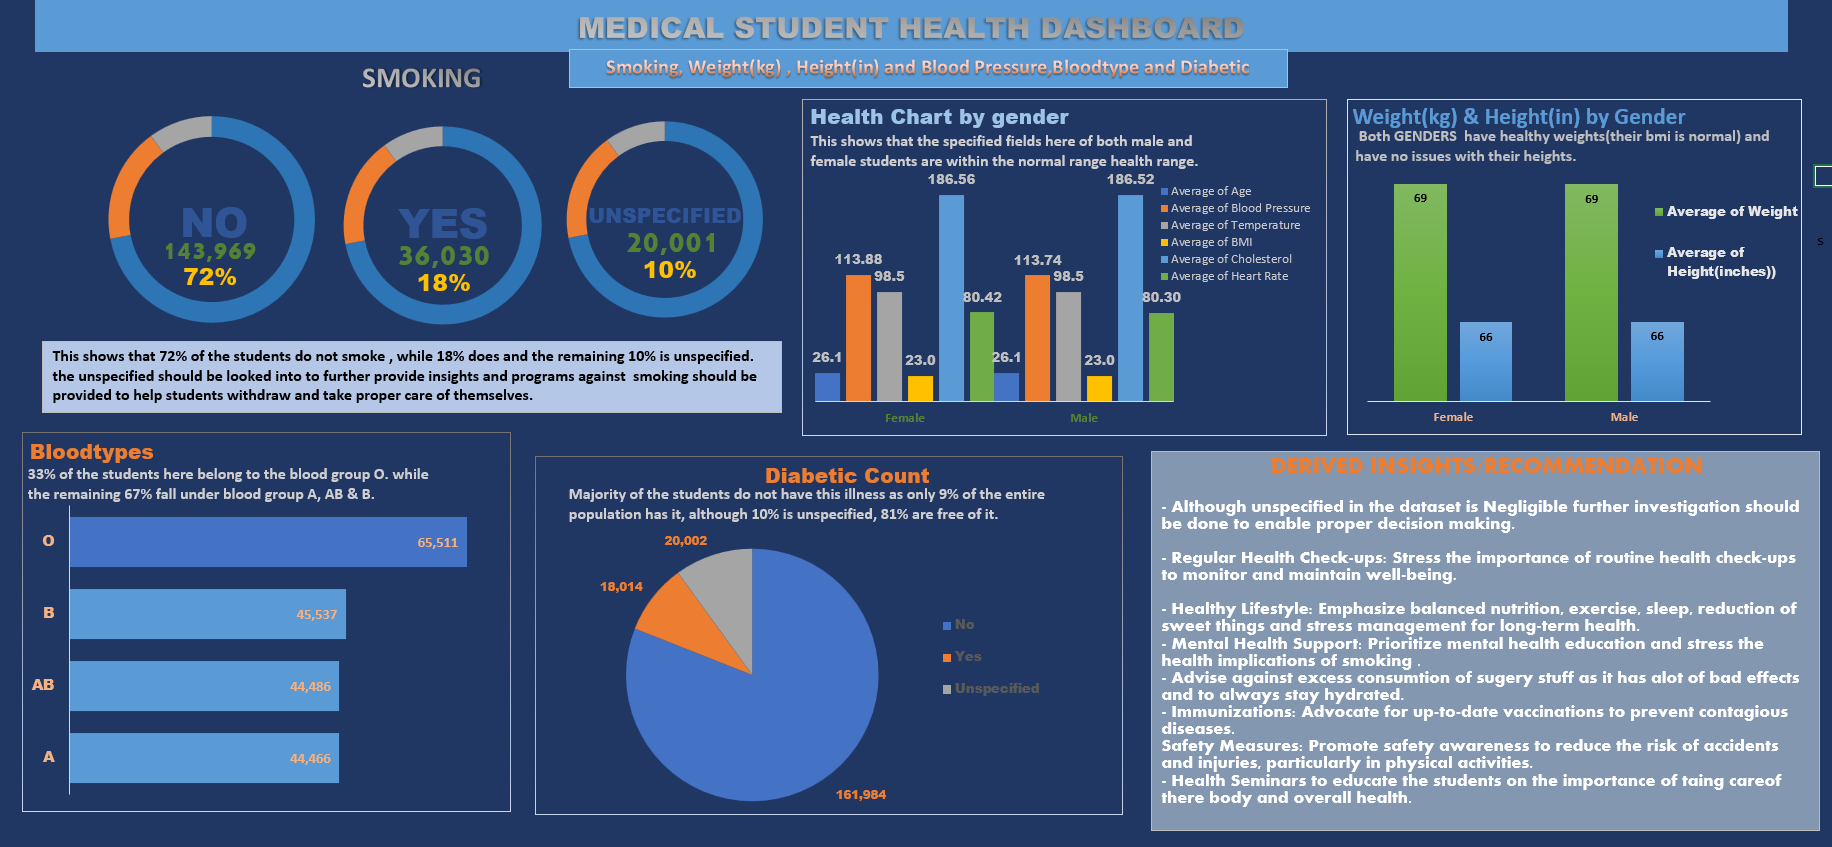 MEDICAL STUDENT HEALTH DASHBOARD
Smoking, Weight(kg) , Height(in) and Blood Pressure,Bloodtype and Diabetic
SMOKING
NO
143,969
72%
YES
36,030
18%
UNSPECIFIED
20,001
10%
This shows that 72% of the students do not smoke , while 18% does and the remaining 10% is unspecified.
the unspecified should be looked into to further provide insights and programs against smoking should be
provided to help students withdraw and take proper care of themselves.
Health Chart by gender
This shows that the specified fields here of both male and
female students are within the normal range health range.
186.56
186.52
113.88
98.5
113.74
98.5
80.42
80.30
26.1
23.0
26.1
23.0
Female
Male
Average of Age
Average of Blood Pressure
Average of Temperature
Average of BMI
Average of Cholesterol
Average of Heart Rate
Weight(kg) & Height(in) by Gender
Both GENDERS have healthy weights(their bmi is normal) and
have no issues with their heights.
69
69
66
66
Female
Male
Average of Weight
Average of
Height(inches))
s
Bloodtypes
33% of the students here belong to the blood group O. while
the remaining 67% fall under blood group A, AB & B.
O
65,511
B
45,537
AB
44,486
A
44,466
Diabetic Count
Majority of the students do not have this illness as only 9% of the entire
population has it, although 10% is unspecified, 81% are free of it.
20,002
18,014
161,984
No
Yes
Unspecified
DERIVED INSIGHTS/RECOMMENDATION
- Although unspecified in the dataset is Negligible further investigation should
be done to enable proper decision making.
- Regular Health Check-ups: Stress the importance of routine health check-ups
to monitor and maintain well-being.
- Healthy Lifestyle: Emphasize balanced nutrition, exercise, sleep, reduction of
sweet things and stress management for long-term health.
- Mental Health Support: Prioritize mental health education and stress the
health implications of smoking .
- Advise against excess consumtion of sugery stuff as it has alot of bad effects
and to always stay hydrated.
- Immunizations: Advocate for up-to-date vaccinations to prevent contagious
diseases.
Safety Measures: Promote safety awareness to reduce the risk of accidents
and injuries, particularly in physical activities.
- Health Seminars to educate the students on the importance of taing careof
there body and overall health.